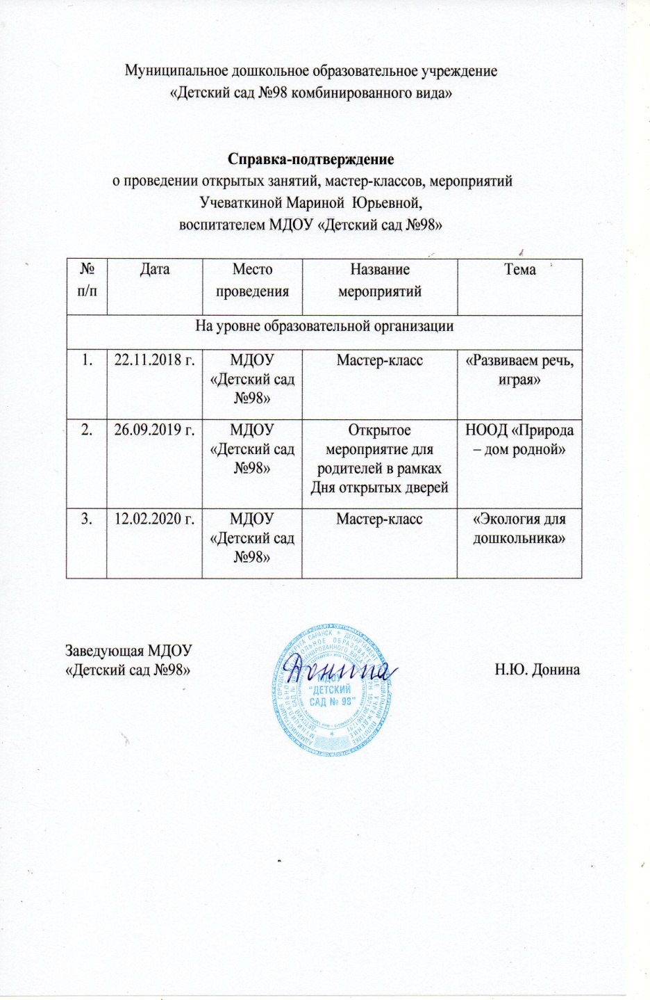 Муниципальное дошкольное образовательное учреждение
«Детский сад №98 комбинированного вида»
Справка-подтверждение
о проведении открытых занятий, мастер-классов, мероприятий
Учеваткиной Мариной Юрьевной,
воспитателем МДОУ «Детский сад №98»
№ п/п Дата Место проведения Название мероприятий Тема
На уровне образовательной организации
1. 22.11.2018 г. МДОУ «Детский сад №98» Мастер-класс «Развиваем речь, играя»
2. 26.09.2019 г. МДОУ «Детский сад №98» Открытое мероприятие для родителей в рамках Дня открытых дверей НООД «Природа – дом родной»
3. 12.02.2020 г. МДОУ «Детский сад №98» Мастер-класс «Экология для дошкольника»
Заведующая МДОУ
«Детский сад №98» Донина Н.Ю. Донина
МДОУ
"ДЕТСКИЙ
САД № 98"